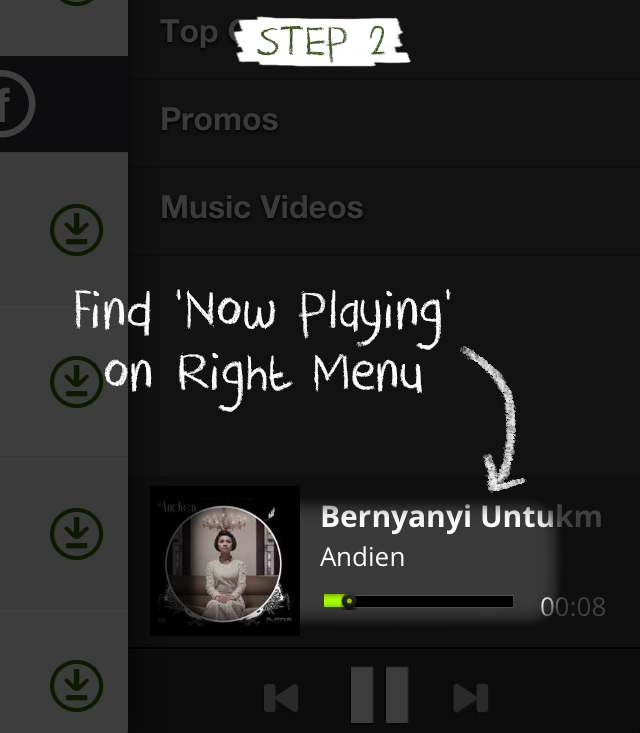 Top
STEP 2
Promos
Music Videos
Find 'Now Playing'
on Right Menu
Andien
Bernyanyi Untukm
Andien
00:08